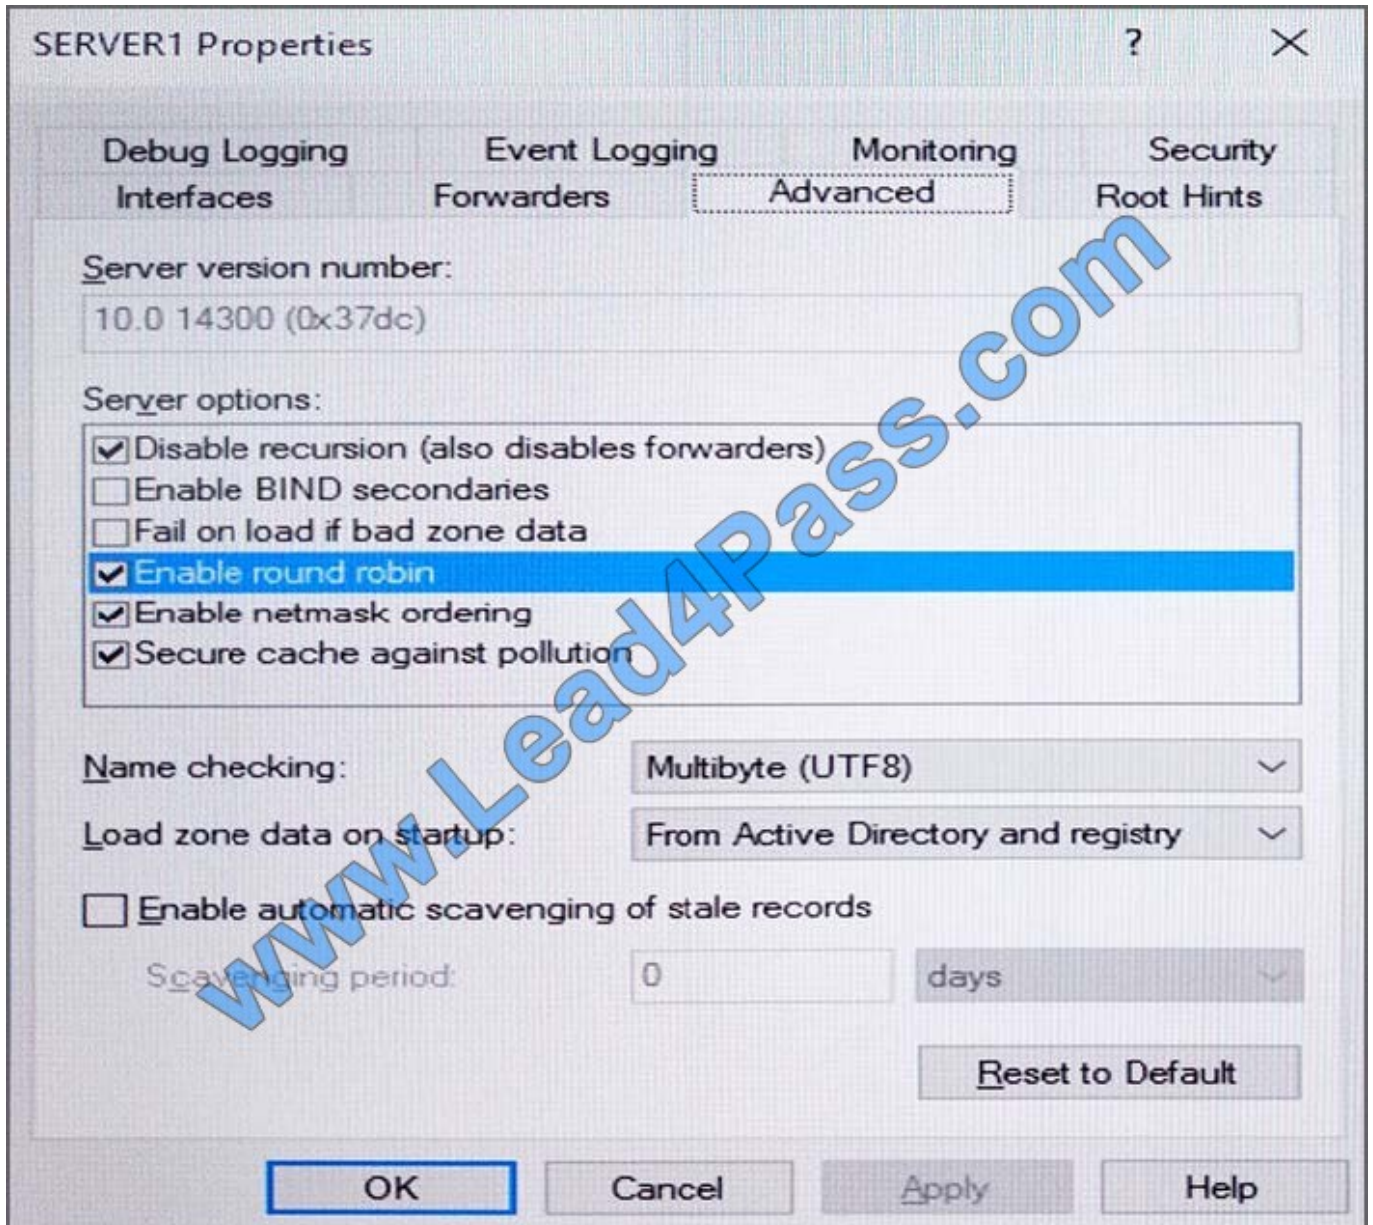 SERVER1 Properties
?
Debug Logging
Event Logging
Monitoring
Security
Interfaces
Forwarders
Advanced
Root Hints
Server version number:
10.0 14300 (0x37dc)
Server options:
Disable recursion (also disables forwarders)
Enable BIND secondaries
Fail on load if bad zone data
Enable round robin
Enable netmask ordering
Secure cache against pollution
Name checking:
Multibyte (UTF8)
Load zone data on startup:
From Active Directory and registry
Enable automatic scavenging of stale records
Scavenging period:
0
days
Reset to Default
OK
Cancel
Apply
Help
www.Lead4Pass.com